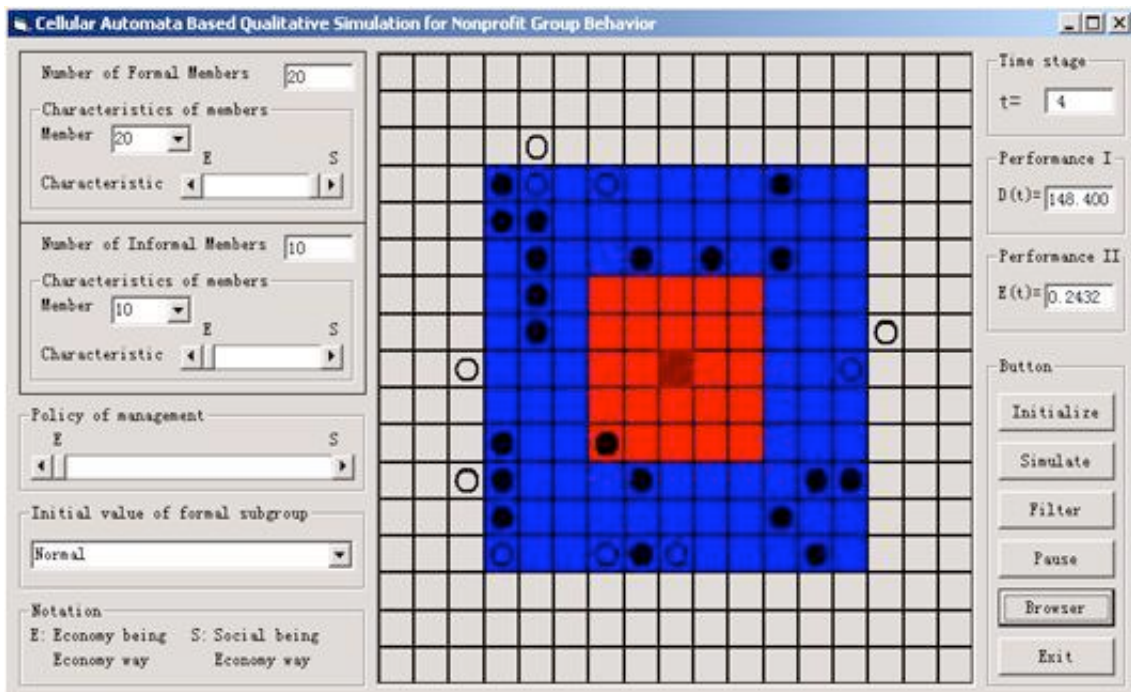 Cellular Automata Based Qualitative Simulation for Nonprofit Group Behavior
Number of Formal Members 20
Characteristics of members
Member 20
E S
Characteristic
Number of Informal Members 10
Characteristics of members
Member 10
E S
Characteristic
Policy of management
E S
Initial value of formal subgroup
Normal
Notation
E: Economy being S: Social being
Economy way Economy way
Time stage
t= 4
Performance I
D(t)= 148.400
Performance II
E(t)= 0.2432
Button
Initialize
Simulate
Filter
Pause
Browser
Exit